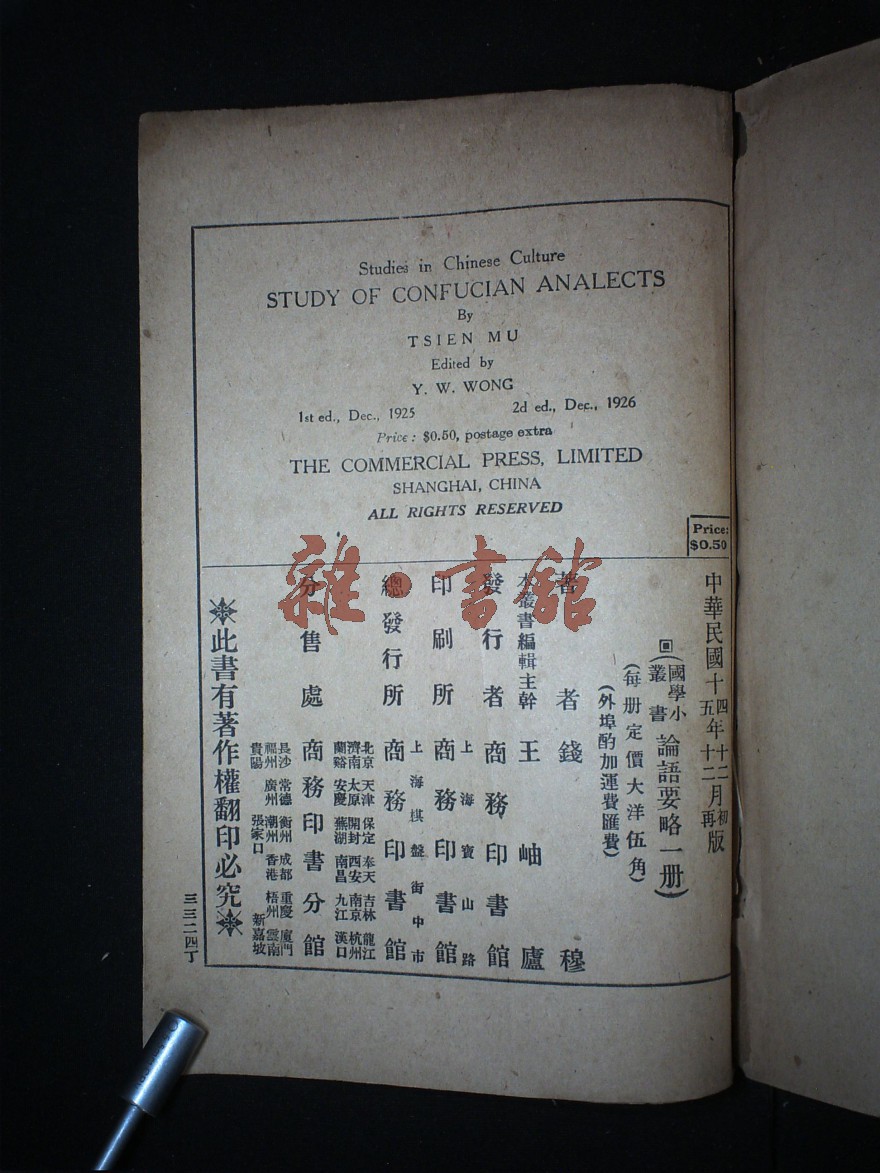 Studies in Chinese Culture
STUDY OF CONFUCIAN ANALECTS
By
TSIEN MU
Edited by
Y. W. WONG
1st ed., Dec., 1925 2d ed., Dec., 1926
Price: $0.50, postage extra
THE COMMERCIAL PRESS, LIMITED
SHANGHAI, CHINA
ALL RIGHTS RESERVED
Price:
$0.50
中華民國十四年十二月初版
五年十二月再版
回(國學小叢書論語要略一册)
(每册定價大洋伍角)
(外埠酌加運費匯費)
著者 錢穆
本叢書編輯主幹 王岫廬
發行者 商務印書館
上海寶山路
印刷所 商務印書館
上海棋盤街中市
總發行所 商務印書館
北京 天津 保定 奉天 吉林 龍江
濟南 太原 開封 西安 南京 杭州
蘭谿 安慶 蕪湖 南昌 九江 漢口
分售處 商務印書分館
長沙 常德 衡州 成都 重慶 廈門
福州 廣州 潮州 香港 梧州 雲南
貴陽 張家口 新嘉坡
※此書有著作權翻印必究※
三三二四丁
雜·書館